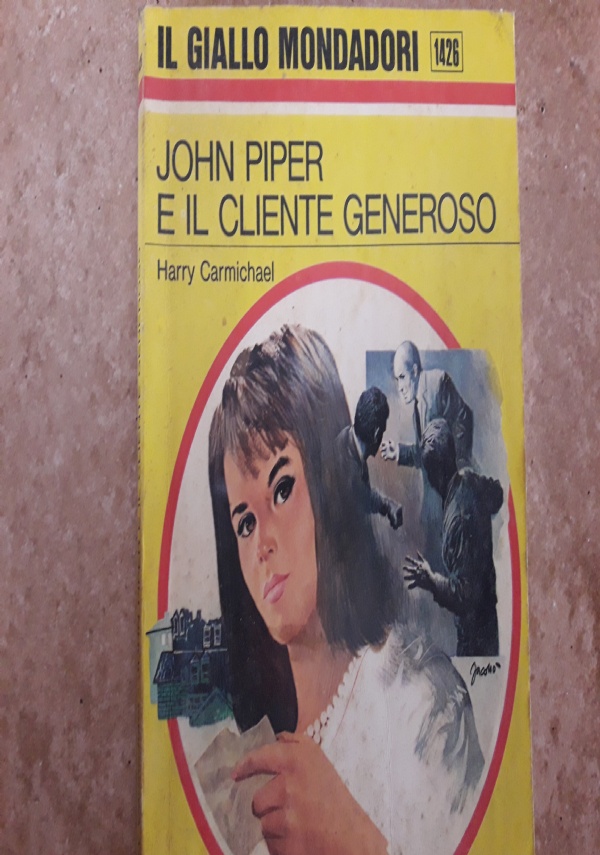 IL GIALLO MONDADORI 1426
JOHN PIPER
E IL CLIENTE GENEROSO
Harry Carmichael